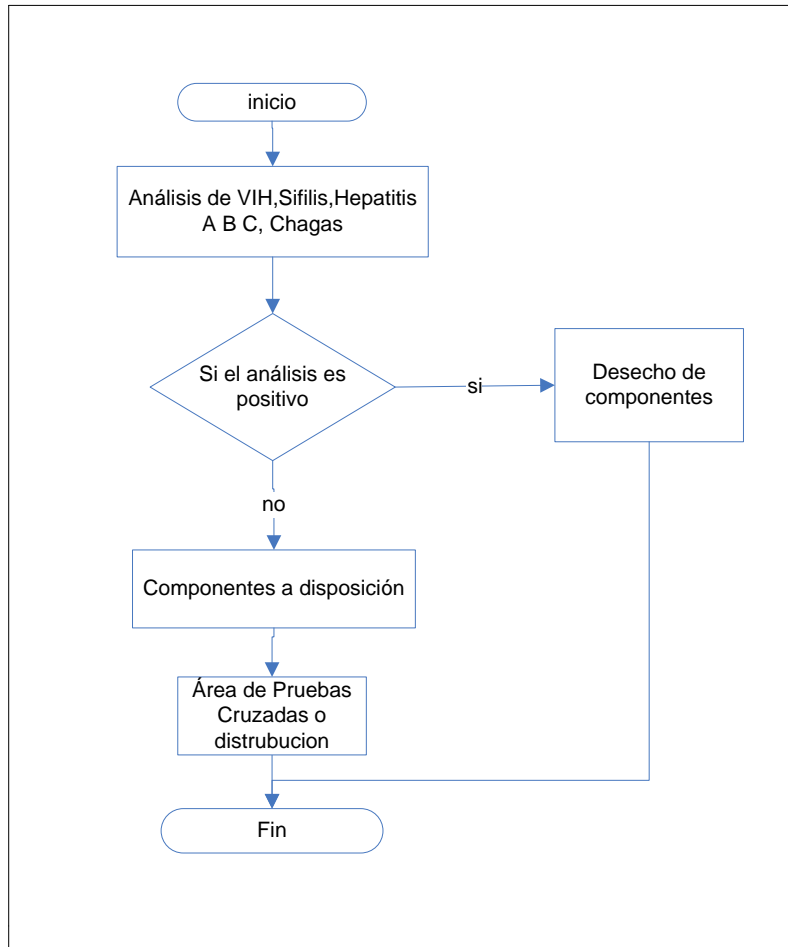 inicio
Análisis de VIH,Sifilis,Hepatitis
A B C, Chagas
Si el análisis es
positivo
si
Desecho de
componentes
no
Componentes a disposición
Área de Pruebas
Cruzadas o
distrubucion
Fin